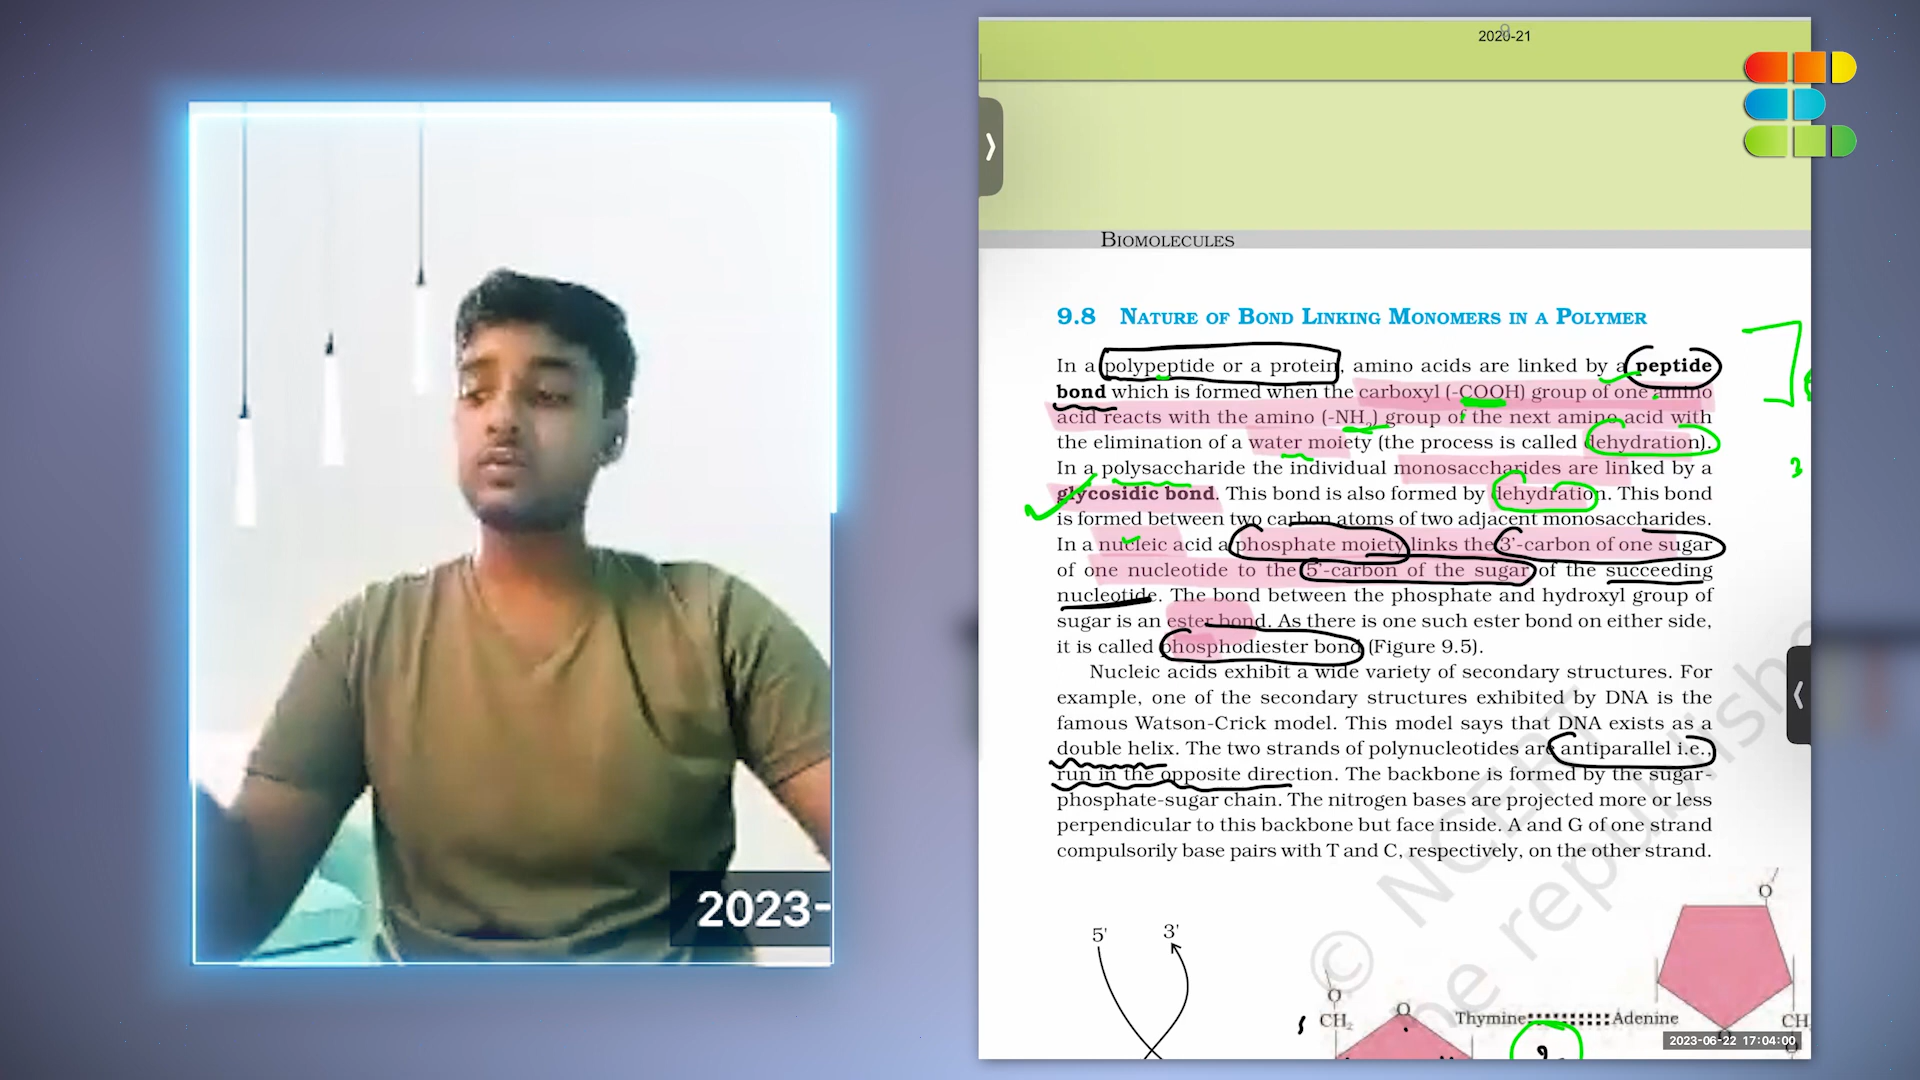 2020-21
BIOMOLECULES
9.8 NATURE OF BOND LINKING MONOMERS IN A POLYMER
In a polypeptide or a protein, amino acids are linked by a peptide
bond which is formed when the carboxyl (-COOH) group of one amino
acid reacts with the amino (-NH₂) group of the next amino acid with
the elimination of a water moiety (the process is called dehydration).
In a polysaccharide the individual monosaccharides are linked by a
glycosidic bond. This bond is also formed by dehydration. This bond
is formed between two carbon atoms of two adjacent monosaccharides.
In a nucleic acid a phosphate moiety links the 3'-carbon of one sugar
of one nucleotide to the 5'-carbon of the sugar of the succeeding
nucleotide. The bond between the phosphate and hydroxyl group of
sugar is an ester bond. As there is one such ester bond on either side,
it is called phosphodiester bond (Figure 9.5).
Nucleic acids exhibit a wide variety of secondary structures. For
example, one of the secondary structures exhibited by DNA is the
famous Watson-Crick model. This model says that DNA exists as a
double helix. The two strands of polynucleotides are antiparallel i.e.,
run in the opposite direction. The backbone is formed by the sugar-
phosphate-sugar chain. The nitrogen bases are projected more or less
perpendicular to this backbone but face inside. A and G of one strand
compulsorily base pairs with T and C, respectively, on the other strand.
© NCERT
he republishe
5' 3'
O
O
O
CH₂
Thymine Adenine
CH
2023-
2023-06-22 17:04:00